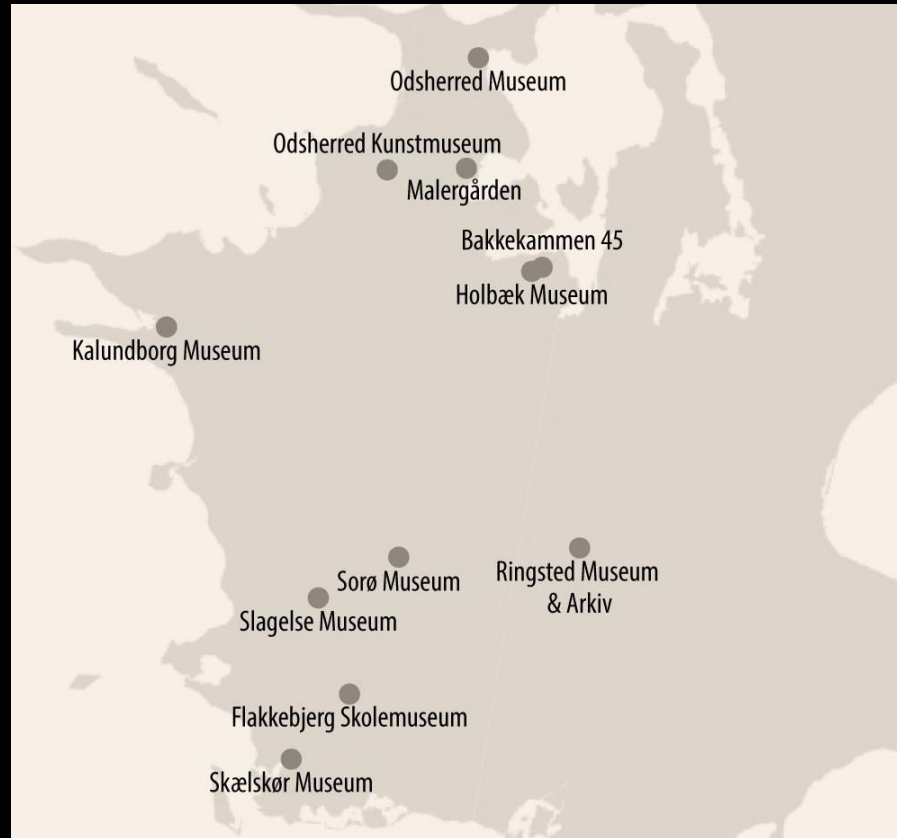 Odsherred Museum
Odsherred Kunstmuseum
Malergården
Bakkekammen 45
Holbæk Museum
Kalundborg Museum
Sorø Museum
Ringsted Museum
& Arkiv
Slagelse Museum
Flakkebjerg Skolemuseum
Skælskør Museum